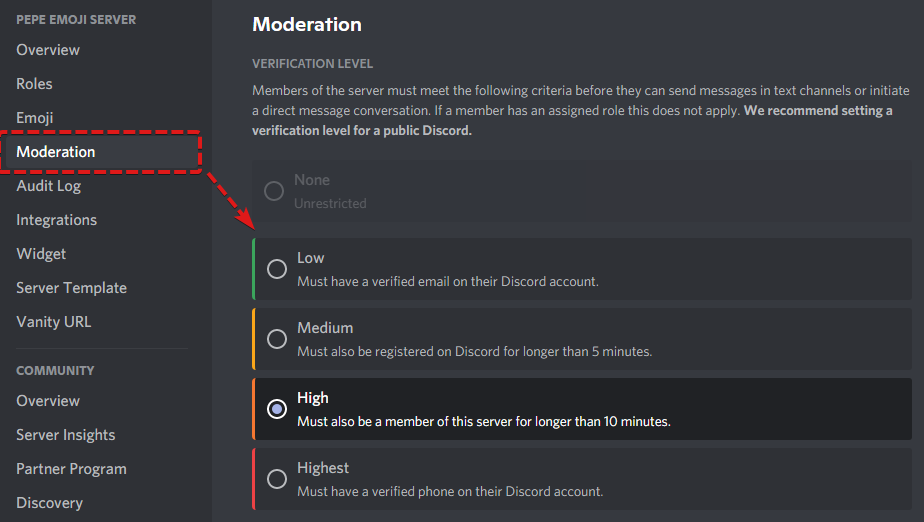 PEPE EMOJI SERVER
Overview
Roles
Emoji
Moderation
Audit Log
Integrations
Widget
Server Template
Vanity URL
COMMUNITY
Overview
Server Insights
Partner Program
Discovery
Moderation
VERIFICATION LEVEL
Members of the server must meet the following criteria before they can send messages in text channels or initiate
a direct message conversation. If a member has an assigned role this does not apply. We recommend setting a
verification level for a public Discord.
None
Unrestricted
Low
Must have a verified email on their Discord account.
Medium
Must also be registered on Discord for longer than 5 minutes.
High
Must also be a member of this server for longer than 10 minutes.
Highest
Must have a verified phone on their Discord account.